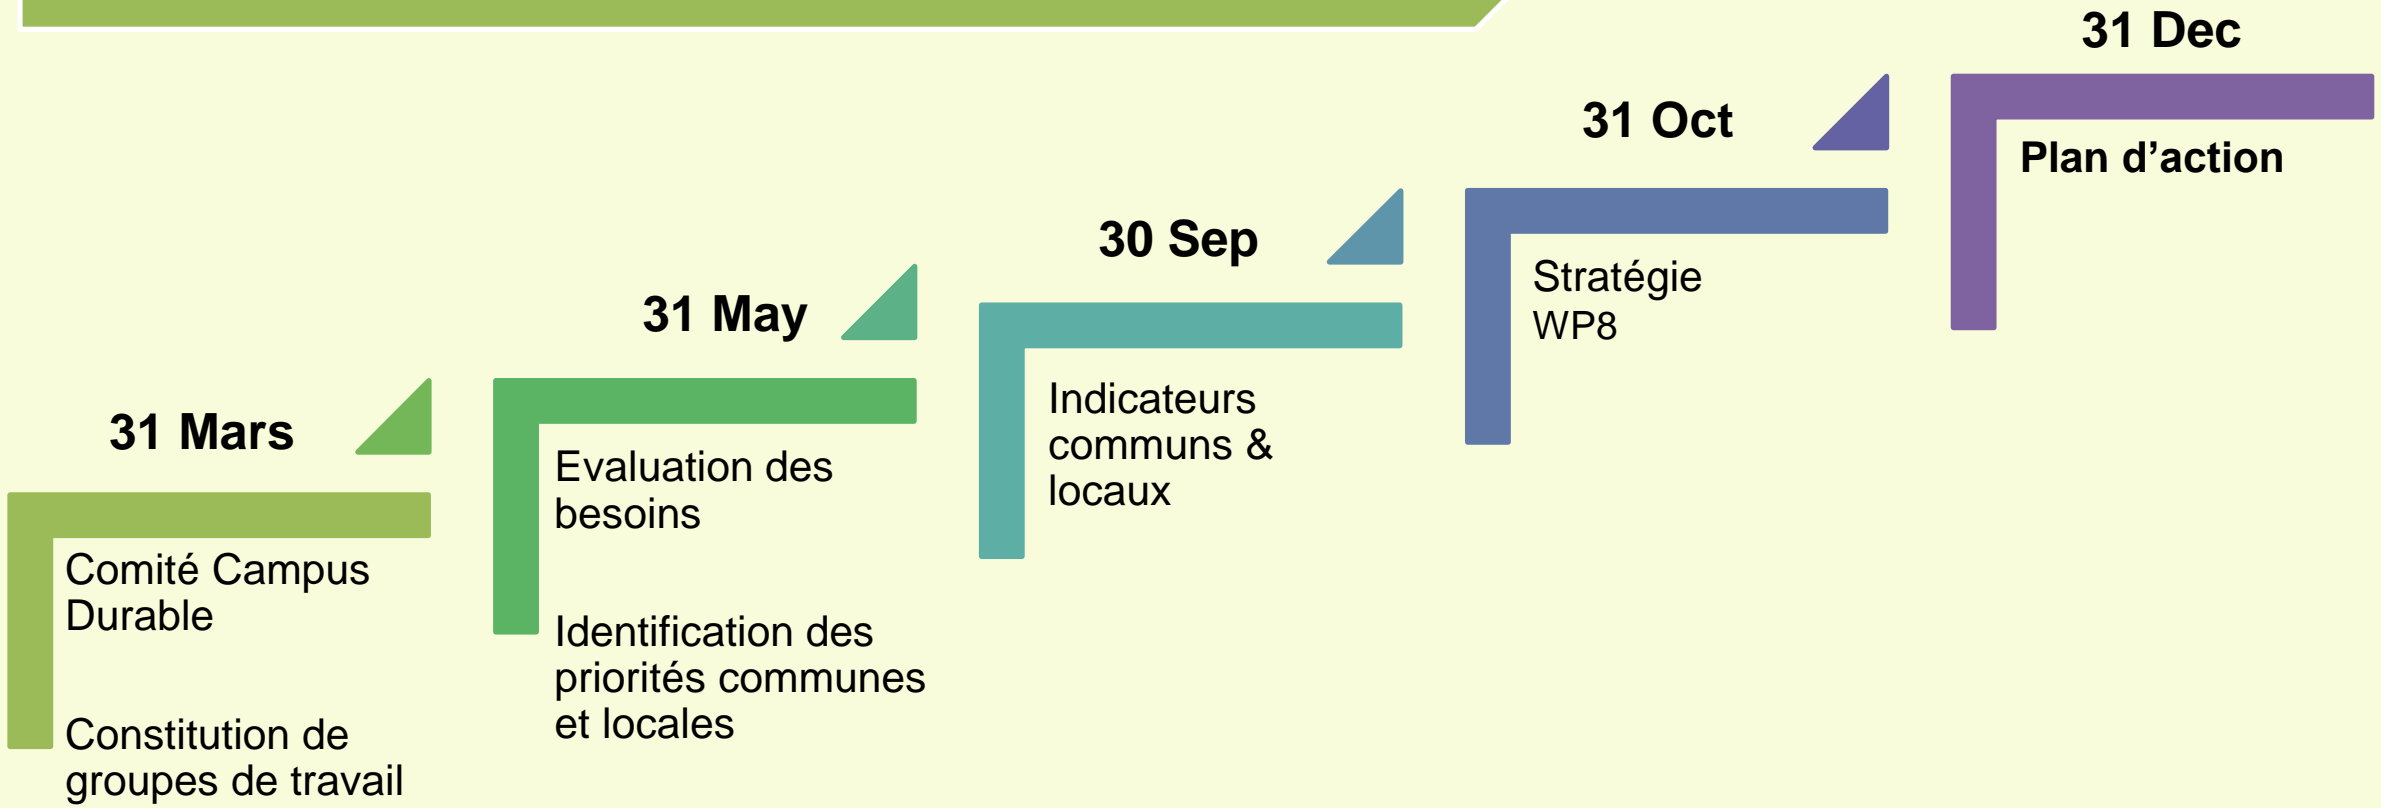 31 Mars
Comité Campus
Durable
Constitution de
groupes de travail
31 May
Evaluation des
besoins
Identification des
priorités communes
et locales
30 Sep
Indicateurs
communs &
locaux
31 Oct
Stratégie
WP8
31 Dec
Plan d’action